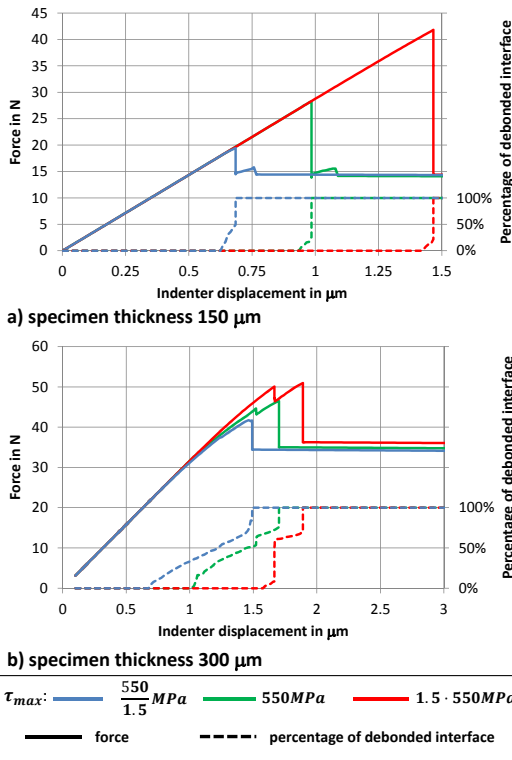 45
40
35
30
25
20
15
10
5
0
Force in N
100%
50%
0%
Percentage of debonded interface
0 0.25 0.5 0.75 1 1.25 1.5
Indenter displacement in μm
a) specimen thickness 150 μm
60
50
40
30
20
10
0
Force in N
100%
50%
0%
Percentage of debonded interface
0 0.5 1 1.5 2 2.5 3
Indenter displacement in μm
b) specimen thickness 300 μm
τmax: 550/1.5 MPa 550MPa 1.5 · 550MPa
force percentage of debonded interface